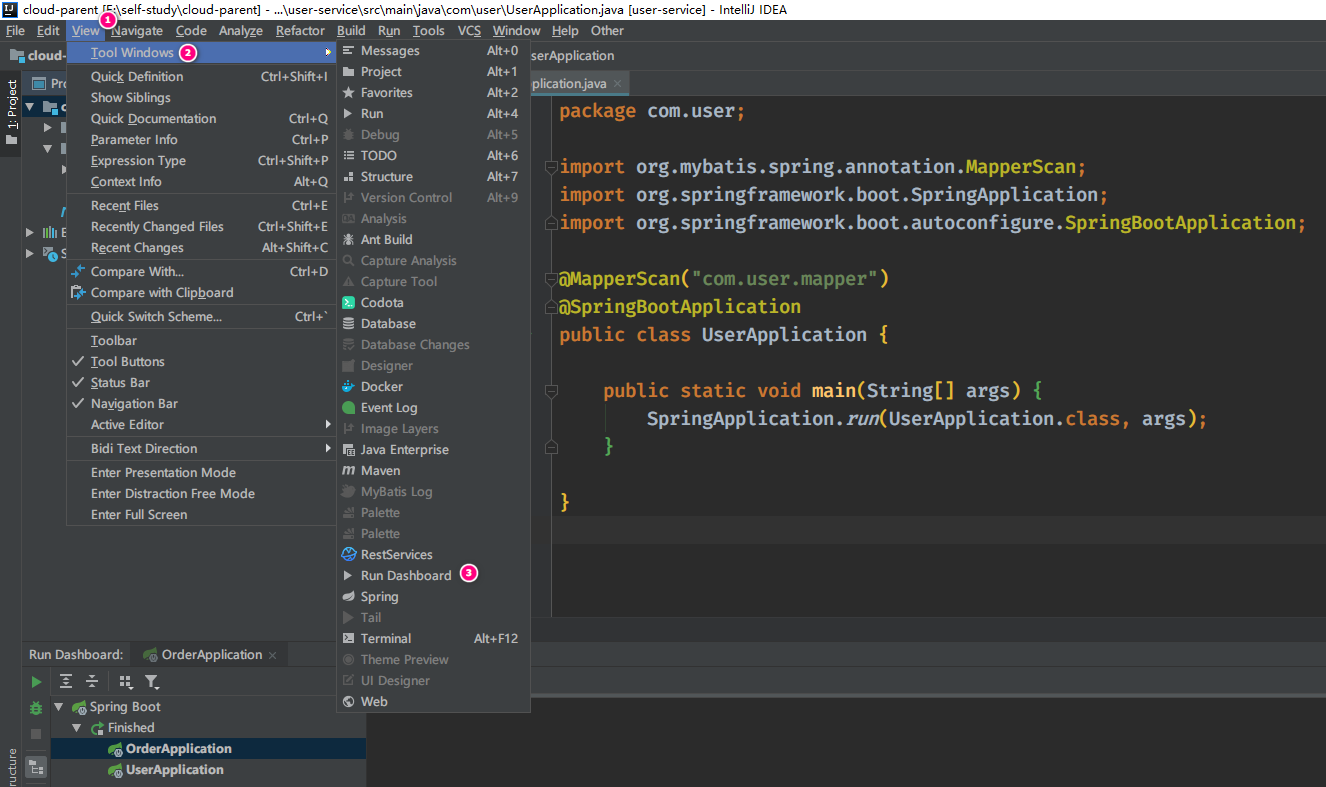 cloud-parent [F:\self-study\cloud-parent] - ...\user-service\src\main\java\com\user\UserApplication.java [user-service] - IntelliJ IDEA
File Edit View 1 Navigate Code Analyze Refactor Build Run Tools VCS Window Help Other
cloud-
serApplication
Tool Windows 2
Quick Definition Ctrl+Shift+I
Show Siblings
Quick Documentation Ctrl+Q
Parameter Info Ctrl+P
Expression Type Ctrl+Shift+P
Context Info Alt+Q
Recent Files Ctrl+E
Recently Changed Files Ctrl+Shift+E
Recent Changes Alt+Shift+C
Compare With... Ctrl+D
Compare with Clipboard
Quick Switch Scheme... Ctrl+`
Toolbar
Tool Buttons
Status Bar
Navigation Bar
Active Editor
Bidi Text Direction
Enter Presentation Mode
Enter Distraction Free Mode
Enter Full Screen
Messages Alt+0
Project Alt+1
Favorites Alt+2
Run Alt+4
Debug Alt+5
TODO Alt+6
Structure Alt+7
Version Control Alt+9
Analysis
Ant Build
Capture Analysis
Capture Tool
Codota
Database
Database Changes
Designer
Docker
Event Log
Image Layers
Java Enterprise
Maven
MyBatis Log
Palette
Palette
RestServices
Run Dashboard 3
Spring
Tail
Terminal Alt+F12
Theme Preview
UI Designer
Web
plication.java
package com.user;
import org.mybatis.spring.annotation.MapperScan;
import org.springframework.boot.SpringApplication;
import org.springframework.boot.autoconfigure.SpringBootApplication;
@MapperScan("com.user.mapper")
@SpringBootApplication
public class UserApplication {
public static void main(String[] args) {
SpringApplication.run(UserApplication.class, args);
}
}
1: Project
Pro
c
E
S
Run Dashboard: OrderApplication
Spring Boot
Finished
OrderApplication
UserApplication
ructure